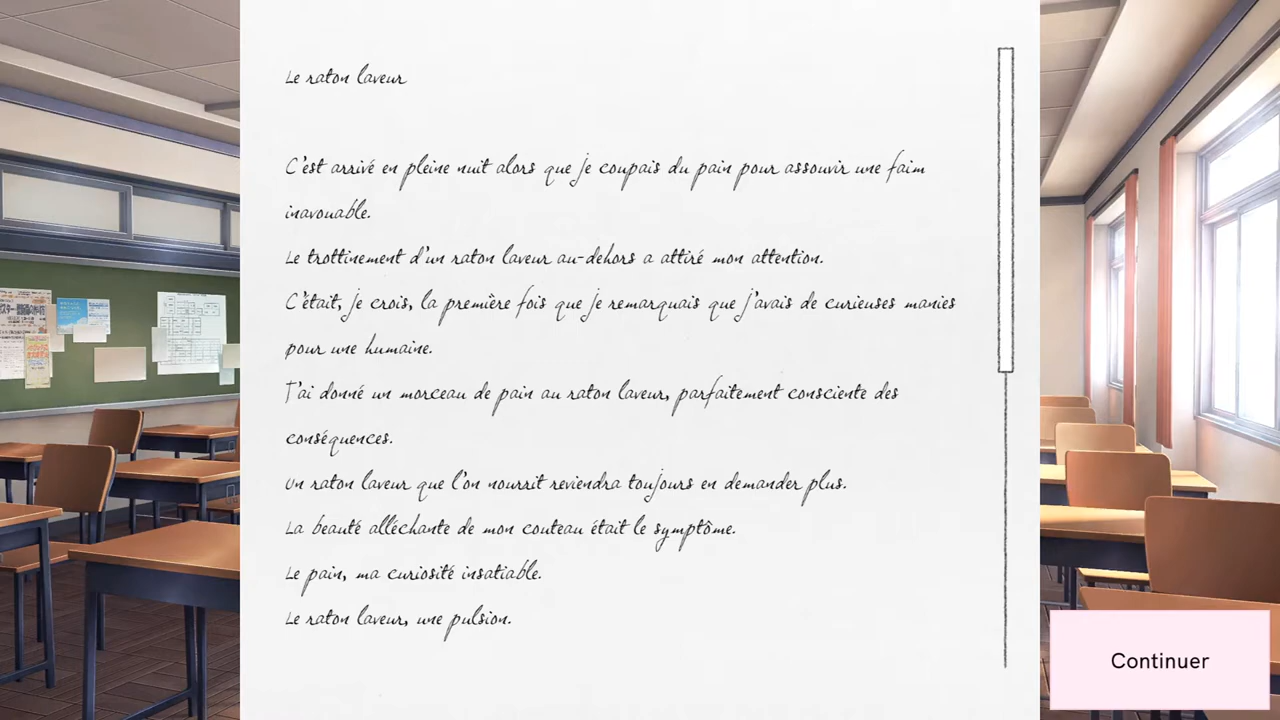 Le raton laveur
C'est arrivé en pleine nuit alors que je coupais du pain pour assouvir une faim
inavouable.
Le trottinement d'un raton laveur au-dehors a attiré mon attention.
C'était, je crois, la première fois que je remarquais que j'avais de curieuses manies
pour une humaine.
J'ai donné un morceau de pain au raton laveur, parfaitement consciente des
conséquences.
Un raton laveur que l'on nourrit reviendra toujours en demander plus.
La beauté alléchante de mon couteau était le symptôme.
Le pain, ma curiosité insatiable.
Le raton laveur, une pulsion.
Continuer